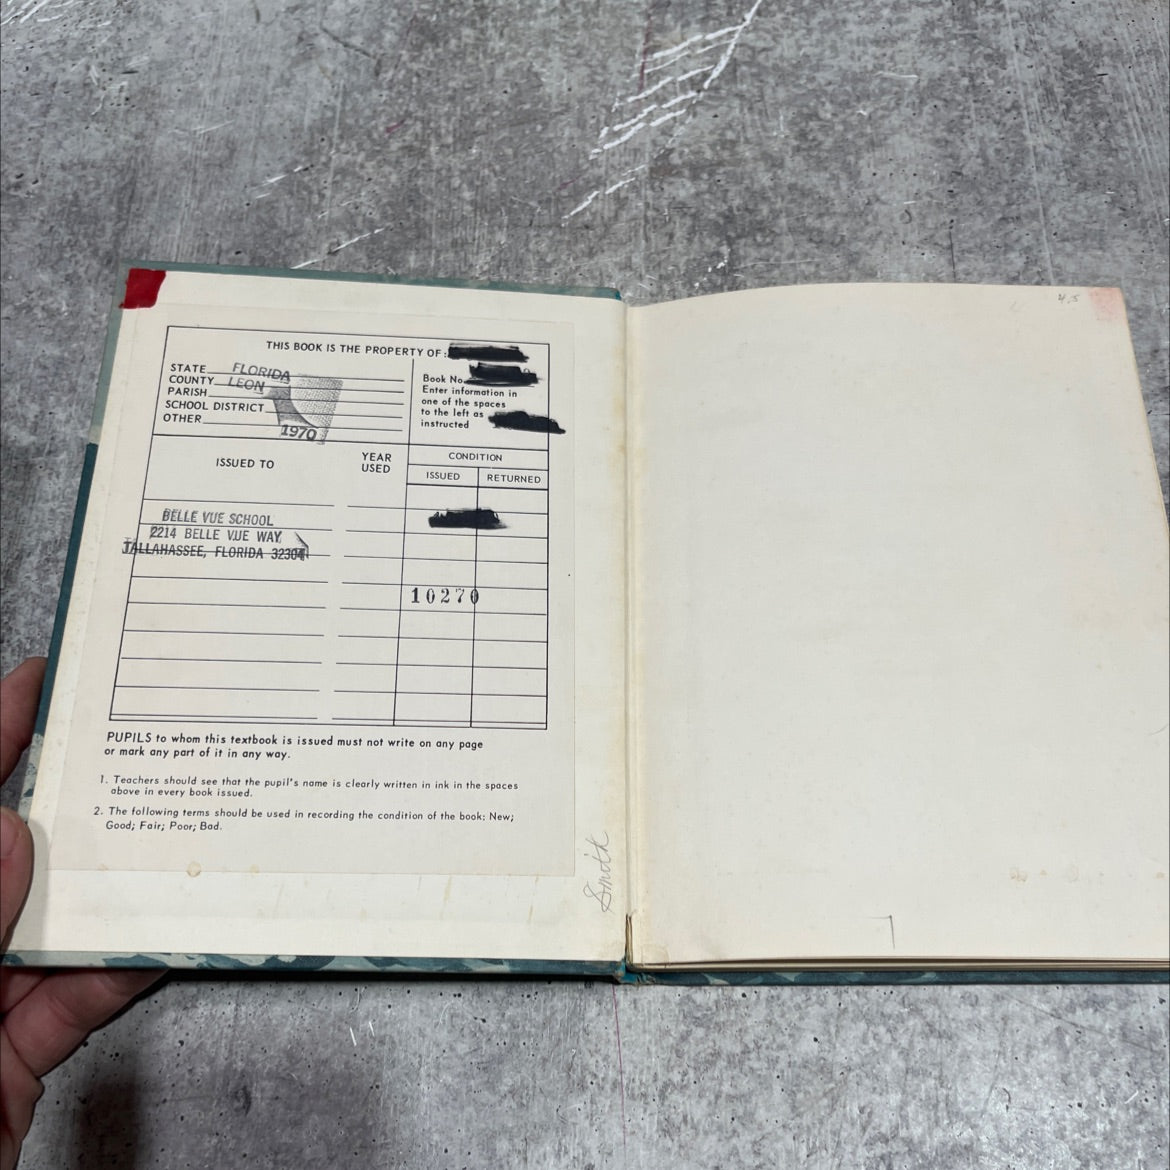 THIS BOOK IS THE PROPERTY OF:
STATE FLORIDA
COUNTY LEON
PARISH
SCHOOL DISTRICT
OTHER
1970
Book No.
Enter information in
one of the spaces
to the left as
instructed
ISSUED TO
YEAR
USED
CONDITION
ISSUED
RETURNED
BELLE VUE SCHOOL
2214 BELLE VUE WAY
TALLAHASSEE, FLORIDA 32304
10270
PUPILS to whom this textbook is issued must not write on any page
or mark any part of it in any way.
1. Teachers should see that the pupil's name is clearly written in ink in the spaces
above in every book issued.
2. The following terms should be used in recording the condition of the book: New;
Good; Fair; Poor; Bad.
Smith
4,5